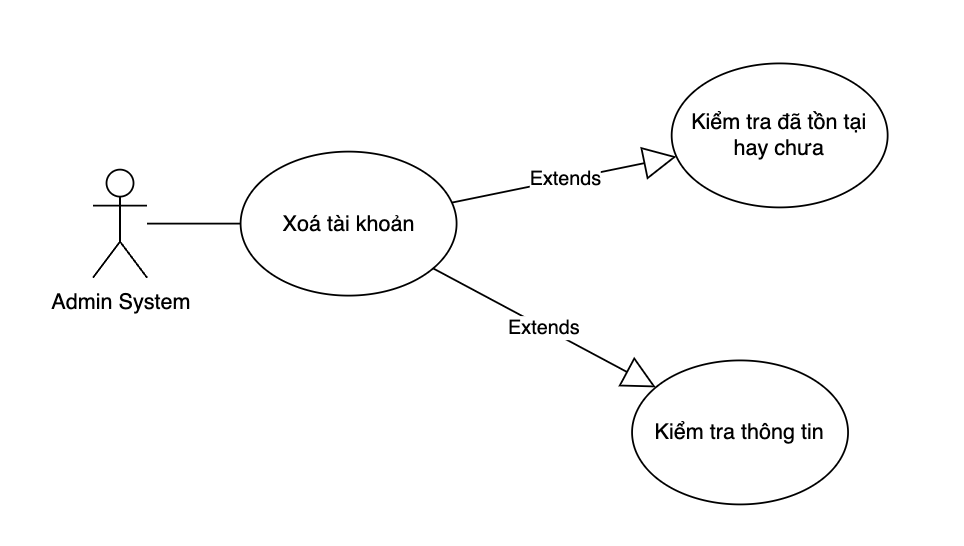 Kiểm tra đã tồn tại
hay chưa
Extends
Xoá tài khoản
Admin System
Extends
Kiểm tra thông tin